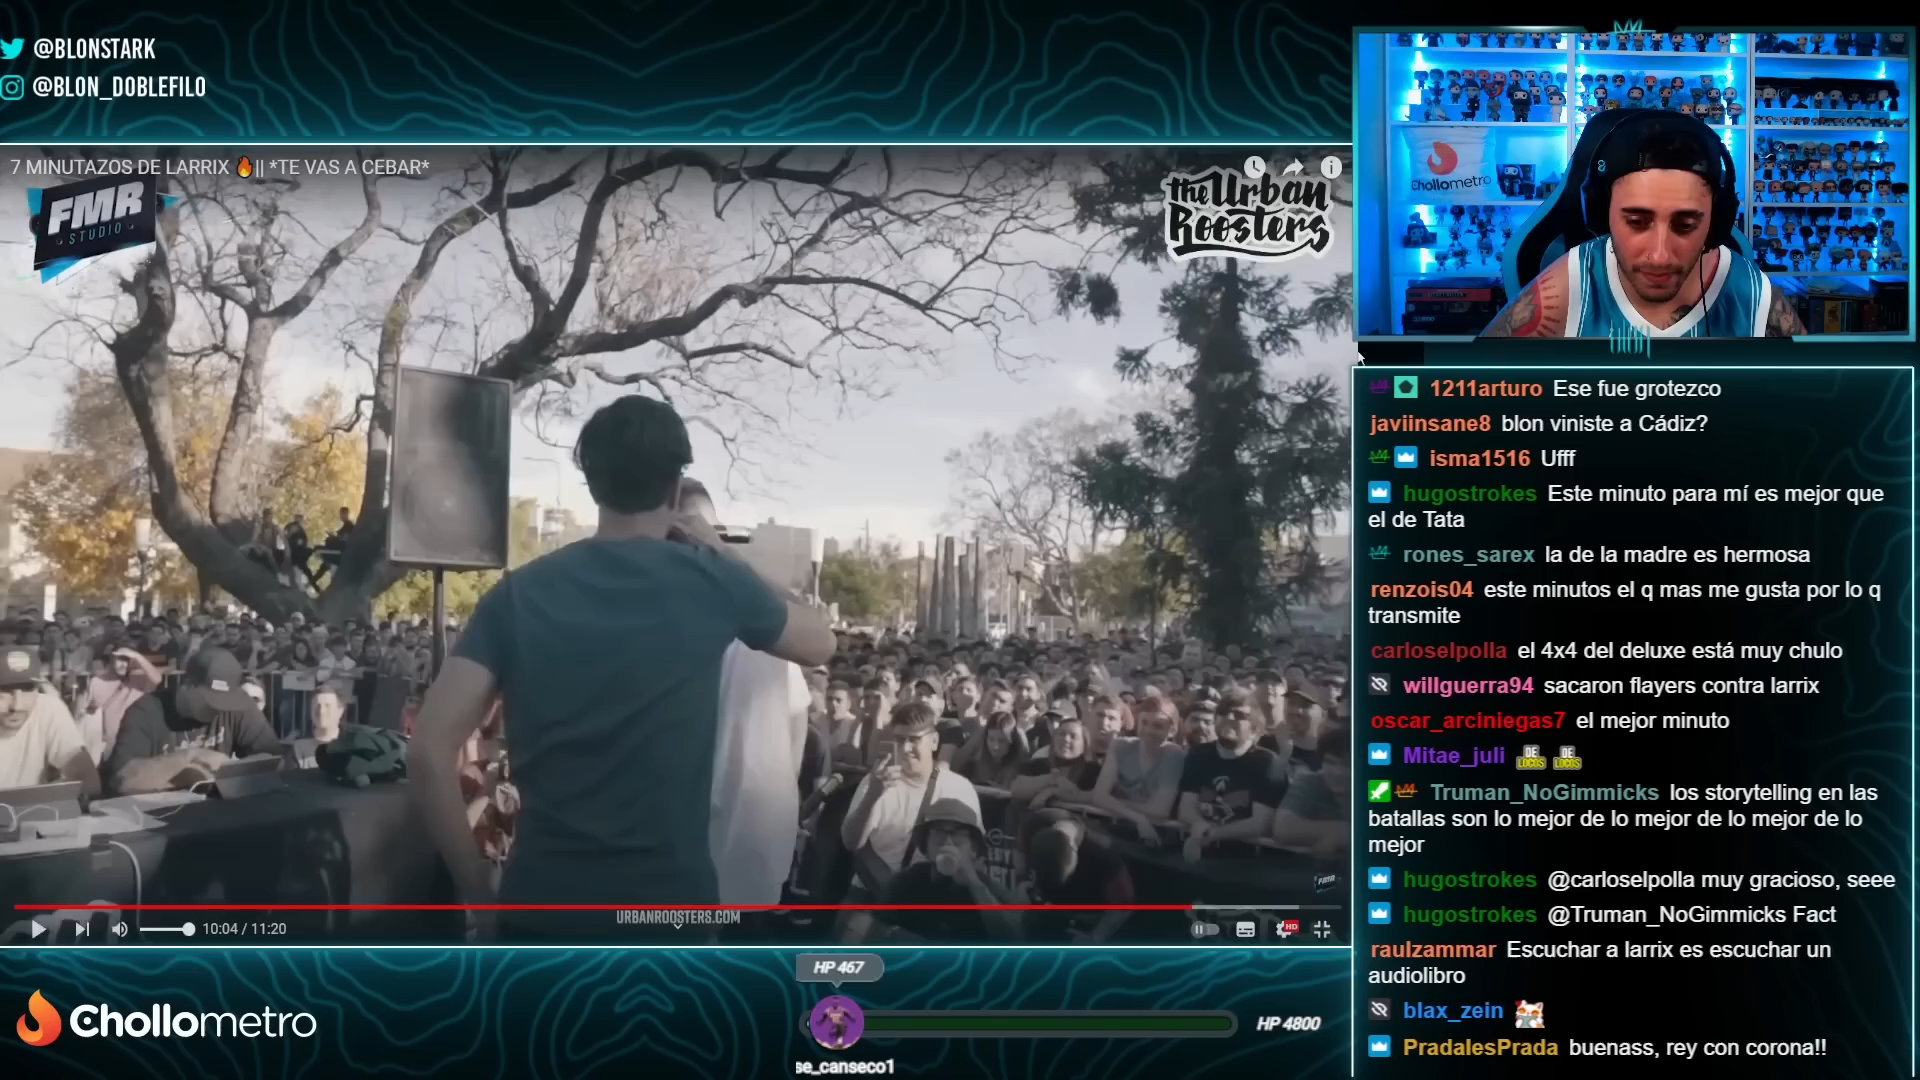 @BLONSTARK
@BLON_DOBLEFILO
7 MINUTAZOS DE LARRIX 🔥|| *TE VAS A CEBAR*
FMR
STUDIO
the Urban
Roosters
Chollometro
1211arturo Ese fue grotezco
javiinsane8 blon viniste a Cádiz?
isma1516 Ufff
hugostrokes Este minuto para mí es mejor que
el de Tata
rones_sarex la de la madre es hermosa
renzois04 este minutos el q mas me gusta por lo q
transmite
carloselpolla el 4x4 del deluxe está muy chulo
willguerra94 sacaron flayers contra larrix
oscar_arciniegas7 el mejor minuto
Mitae_juli DE LOCOS DE LOCOS
Truman_NoGimmicks los storytelling en las
batallas son lo mejor de lo mejor de lo mejor de lo
mejor
hugostrokes @carloselpolla muy gracioso, seee
hugostrokes @Truman_NoGimmicks Fact
raulzammar Escuchar a larrix es escuchar un
audiolibro
blax_zein
PradalesPrada buenass, rey con corona!!
FMR
URBANROOSTERS.COM
10:04 / 11:20
HD
HP 467
Chollometro
HP 4800
se_canseco1